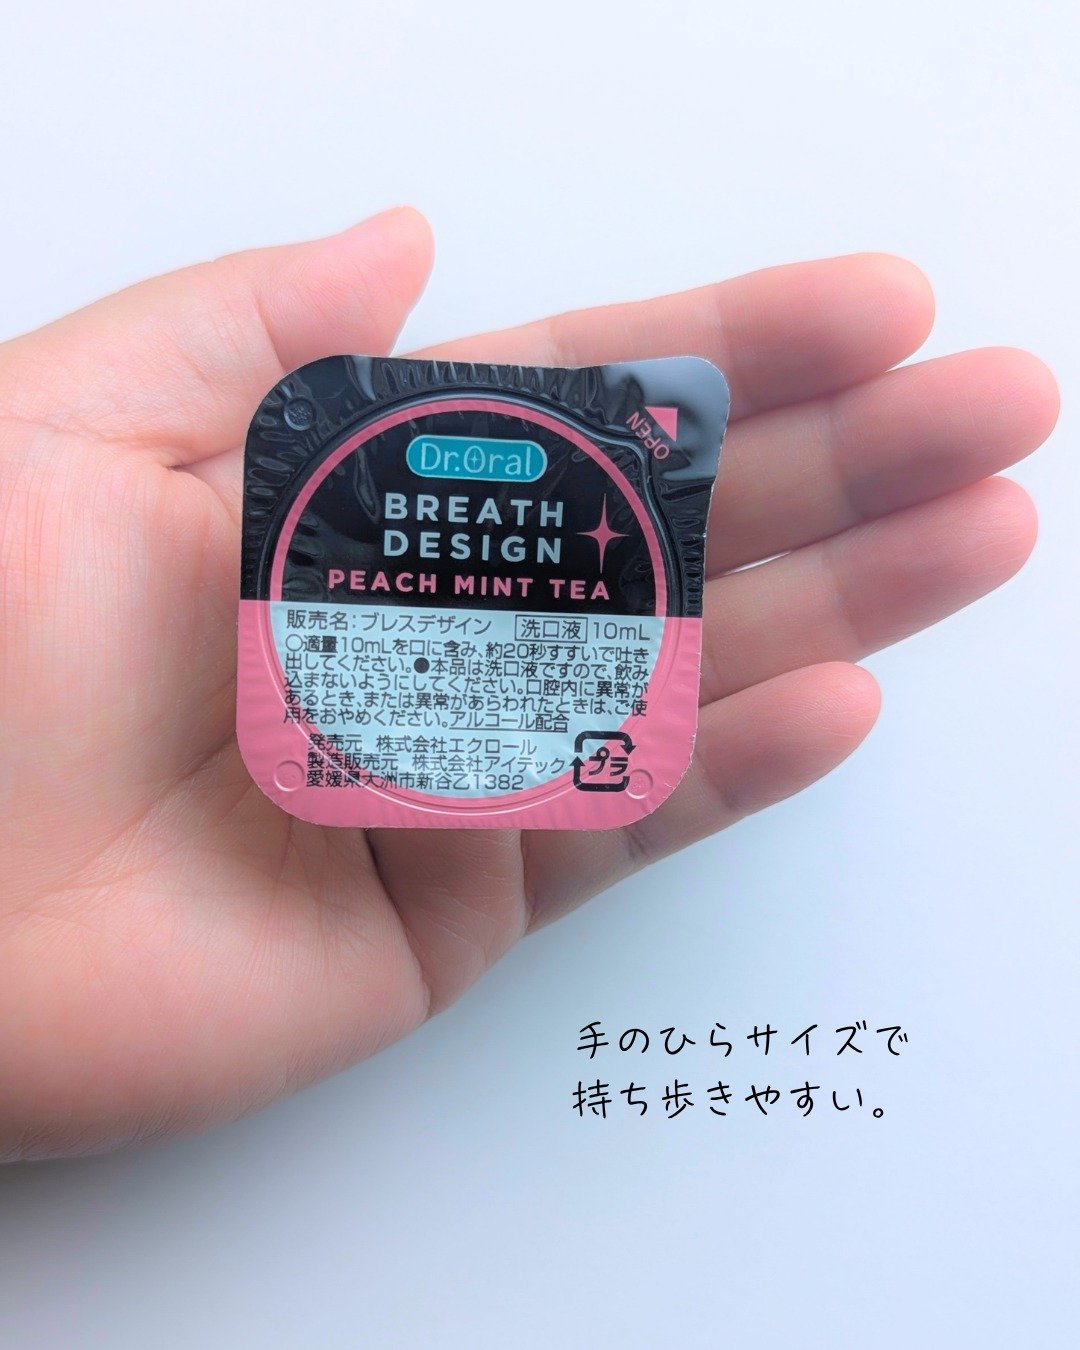 OPEN
Dr.Oral
BREATH
DESIGN
PEACH MINT TEA
販売名:ブレスデザイン 洗口液 10mL
○適量10mLを口に含み、約20秒すすいで吐き
出してください。●本品は洗口液ですので、飲み
込まないようにしてください。口腔内に異常が
あるとき、または異常があらわれたときは、ご使
用をおやめください。アルコール配合
発売元 株式会社エクロール
製造販売元 株式会社アイテック
愛媛県大洲市新谷乙1382
プラ
手のひらサイズで
持ち歩きやすい。